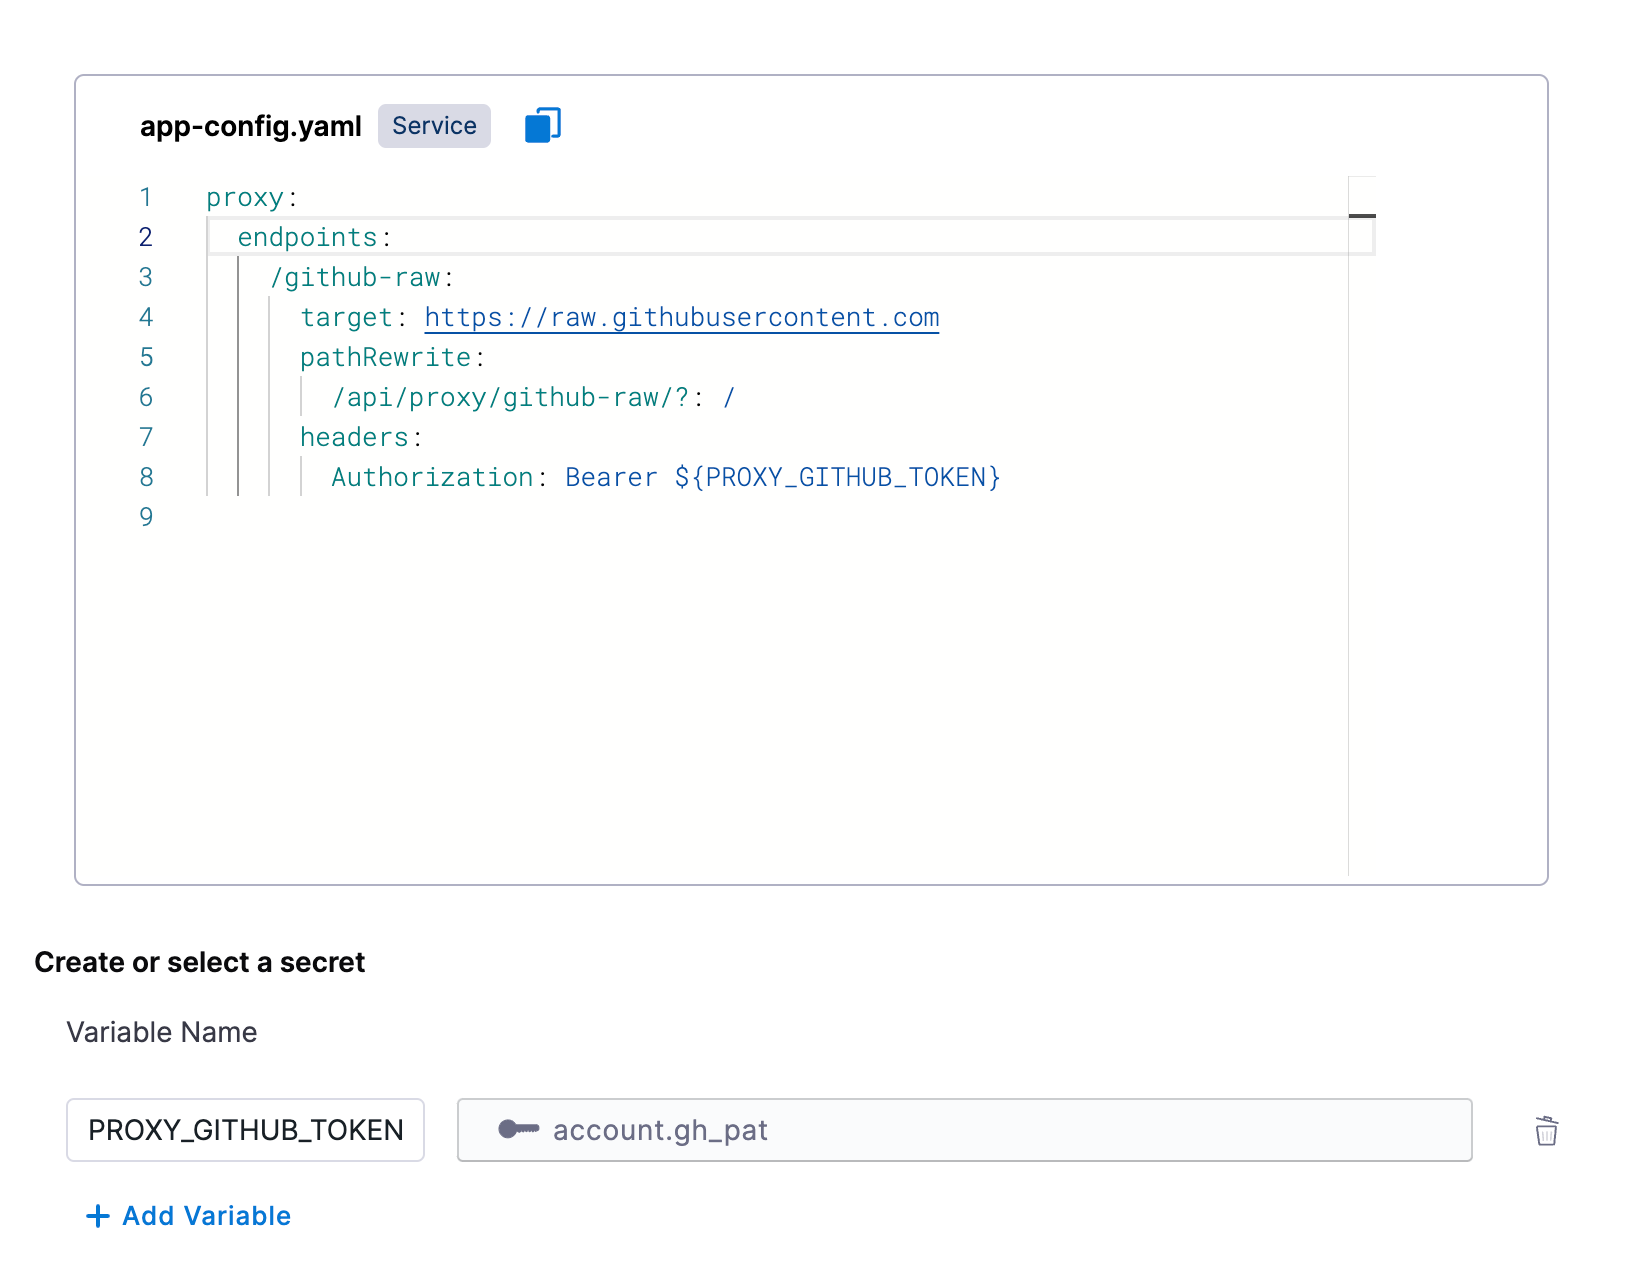 app-config.yaml Service
1 proxy:
2 endpoints:
3 /github-raw:
4 target: https://raw.githubusercontent.com
5 pathRewrite:
6 /api/proxy/github-raw/?: /
7 headers:
8 Authorization: Bearer ${PROXY_GITHUB_TOKEN}
9
Create or select a secret
Variable Name
PROXY_GITHUB_TOKEN account.gh_pat
+ Add Variable